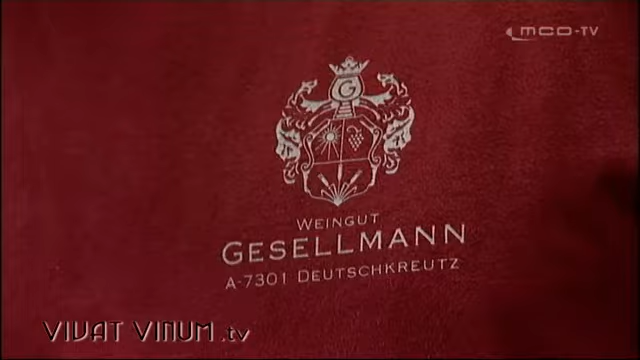 mco-TV
G
WEINGUT
GESELLMANN
A-7301 DEUTSCHKREUTZ
VIVAT VINUM.tv